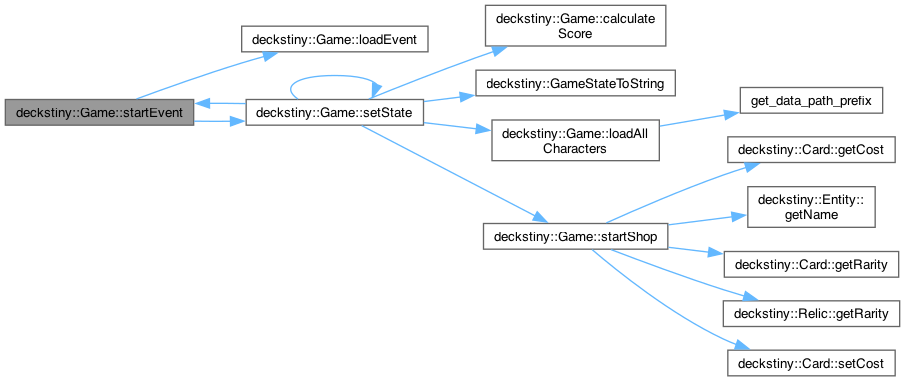 deckstiny::Game::startEvent
deckstiny::Game::loadEvent
deckstiny::Game::setState
deckstiny::Game::calculate
Score
deckstiny::GameStateToString
deckstiny::Game::loadAll
Characters
deckstiny::Game::startShop
get_data_path_prefix
deckstiny::Card::getCost
deckstiny::Entity::
getName
deckstiny::Card::getRarity
deckstiny::Relic::getRarity
deckstiny::Card::setCost